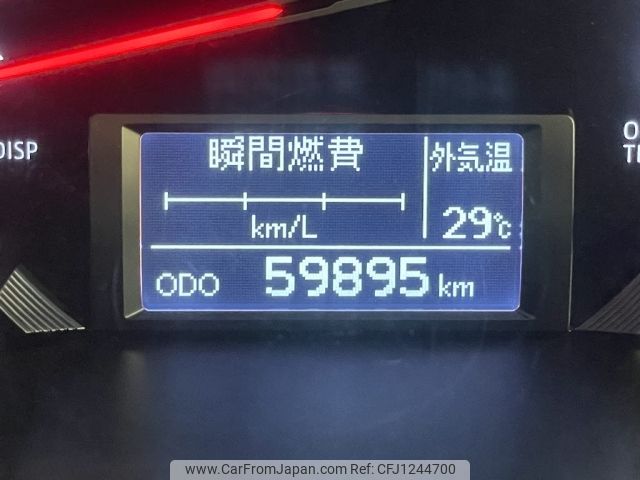 DISP
瞬間燃費
外気温
km/L
29℃
ODO 59895 km
www.CarFromJapan.com Ref:CFJ1244700